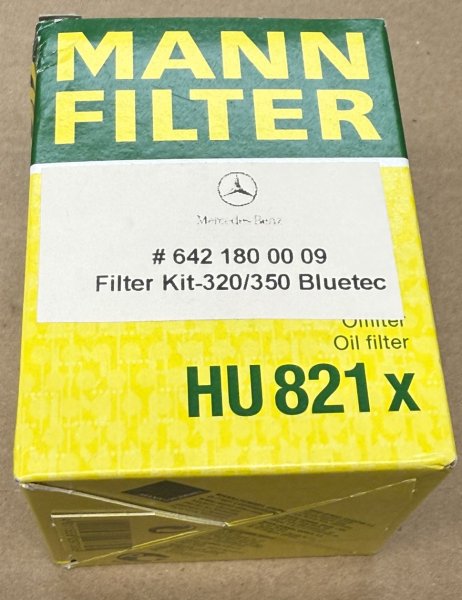 MANN
FILTER
Mercedes-Benz
# 642 180 00 09
Filter Kit-320/350 Bluetec
Ölfilter
Oil filter
HU 821 x